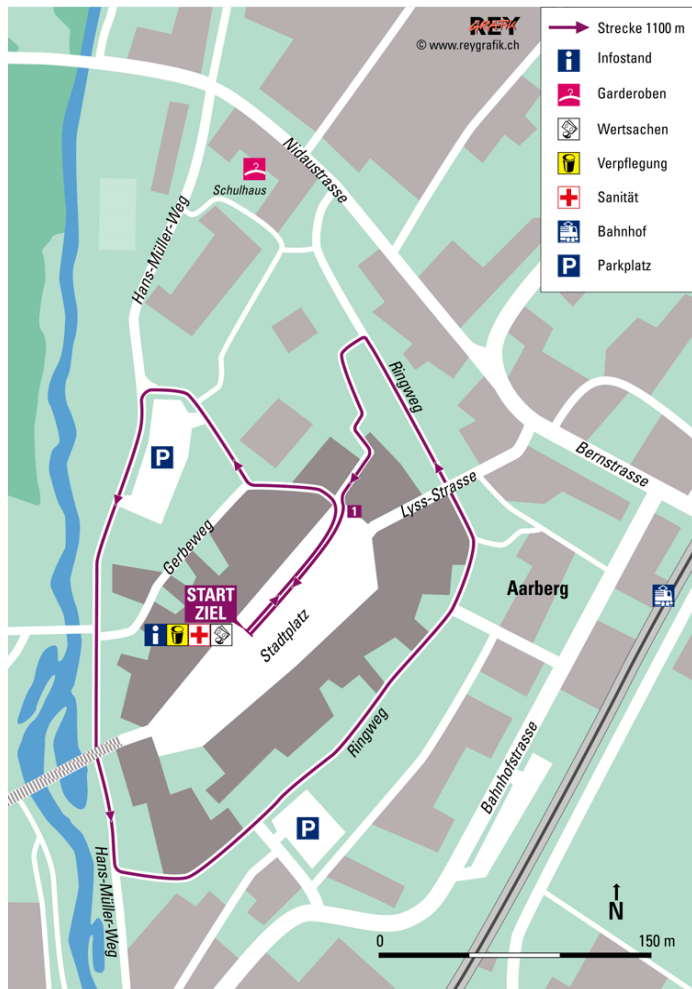 REY
GRAFIK
© www.reygrafik.ch
Strecke 1100 m
i Infostand
Garderoben
Wertsachen
Verpflegung
Sanität
Bahnhof
P Parkplatz
Nidaustrasse
Schulhaus
Hans-Müller-Weg
Ringweg
P
Bernstrasse
Lyss-Strasse
1
Gerbeweg
Aarberg
START
ZIEL
i
Stadtplatz
Ringweg
Bahnhofstrasse
P
Hans-Müller-Weg
N
0 150 m